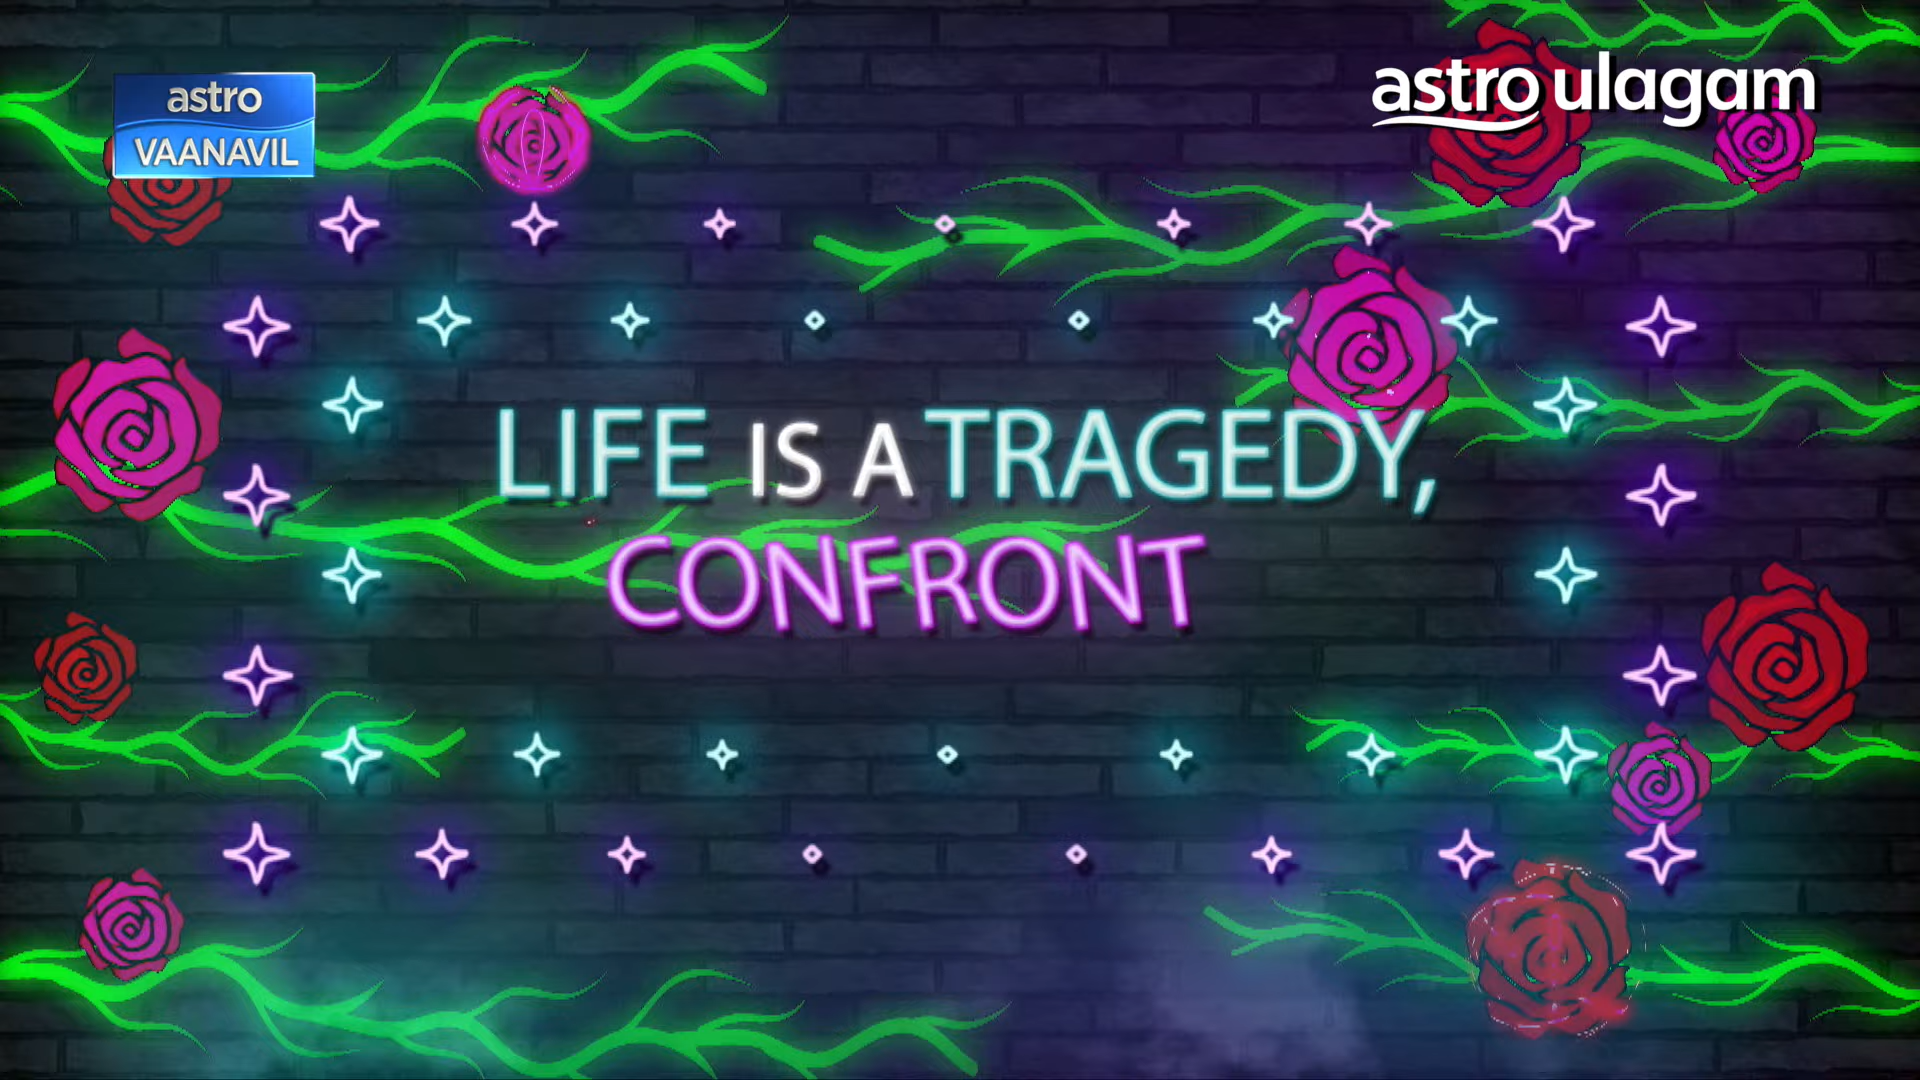 astro
VAANAVIL
astro ulagam
LIFE IS A TRAGEDY,
CONFRONT